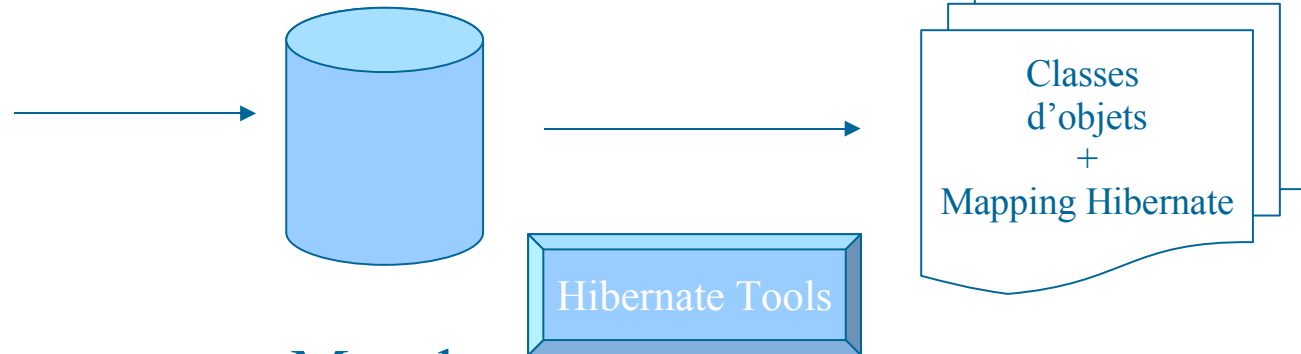 Classes
d’objets
+
Mapping Hibernate
Hibernate Tools